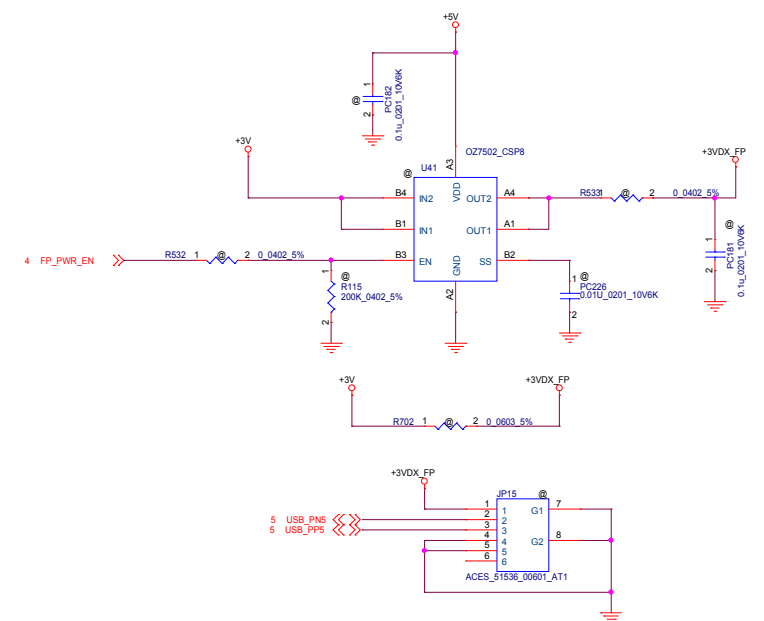 +5V
@
1
PC182
2
0.1u_0201_10V6K
+3V
OZ7502_CSP8
@
U41
A3
VDD
+3VDX_FP
B4 IN2
OUT2 A4
R533 1 @ 2 0_0402_5%
B1 IN1
OUT1 A1
@
1
PC181
2
0.1u_0201_10V6K
4 FP_PWR_EN
R532 1 @ 2 0_0402_5%
B3 EN
SS B2
GND
A2
1 @
R115
200K_0402_5%
2
1 @
PC226
0.01U_0201_10V6K
2
+3V
+3VDX_FP
R702 1 @ 2 0_0603_5%
+3VDX_FP
JP15 @
1 1
G1 7
5 USB_PN5
2 2
5 USB_PP5
3 3
4 4
G2 8
5 5
6 6
ACES_51536_00601_AT1